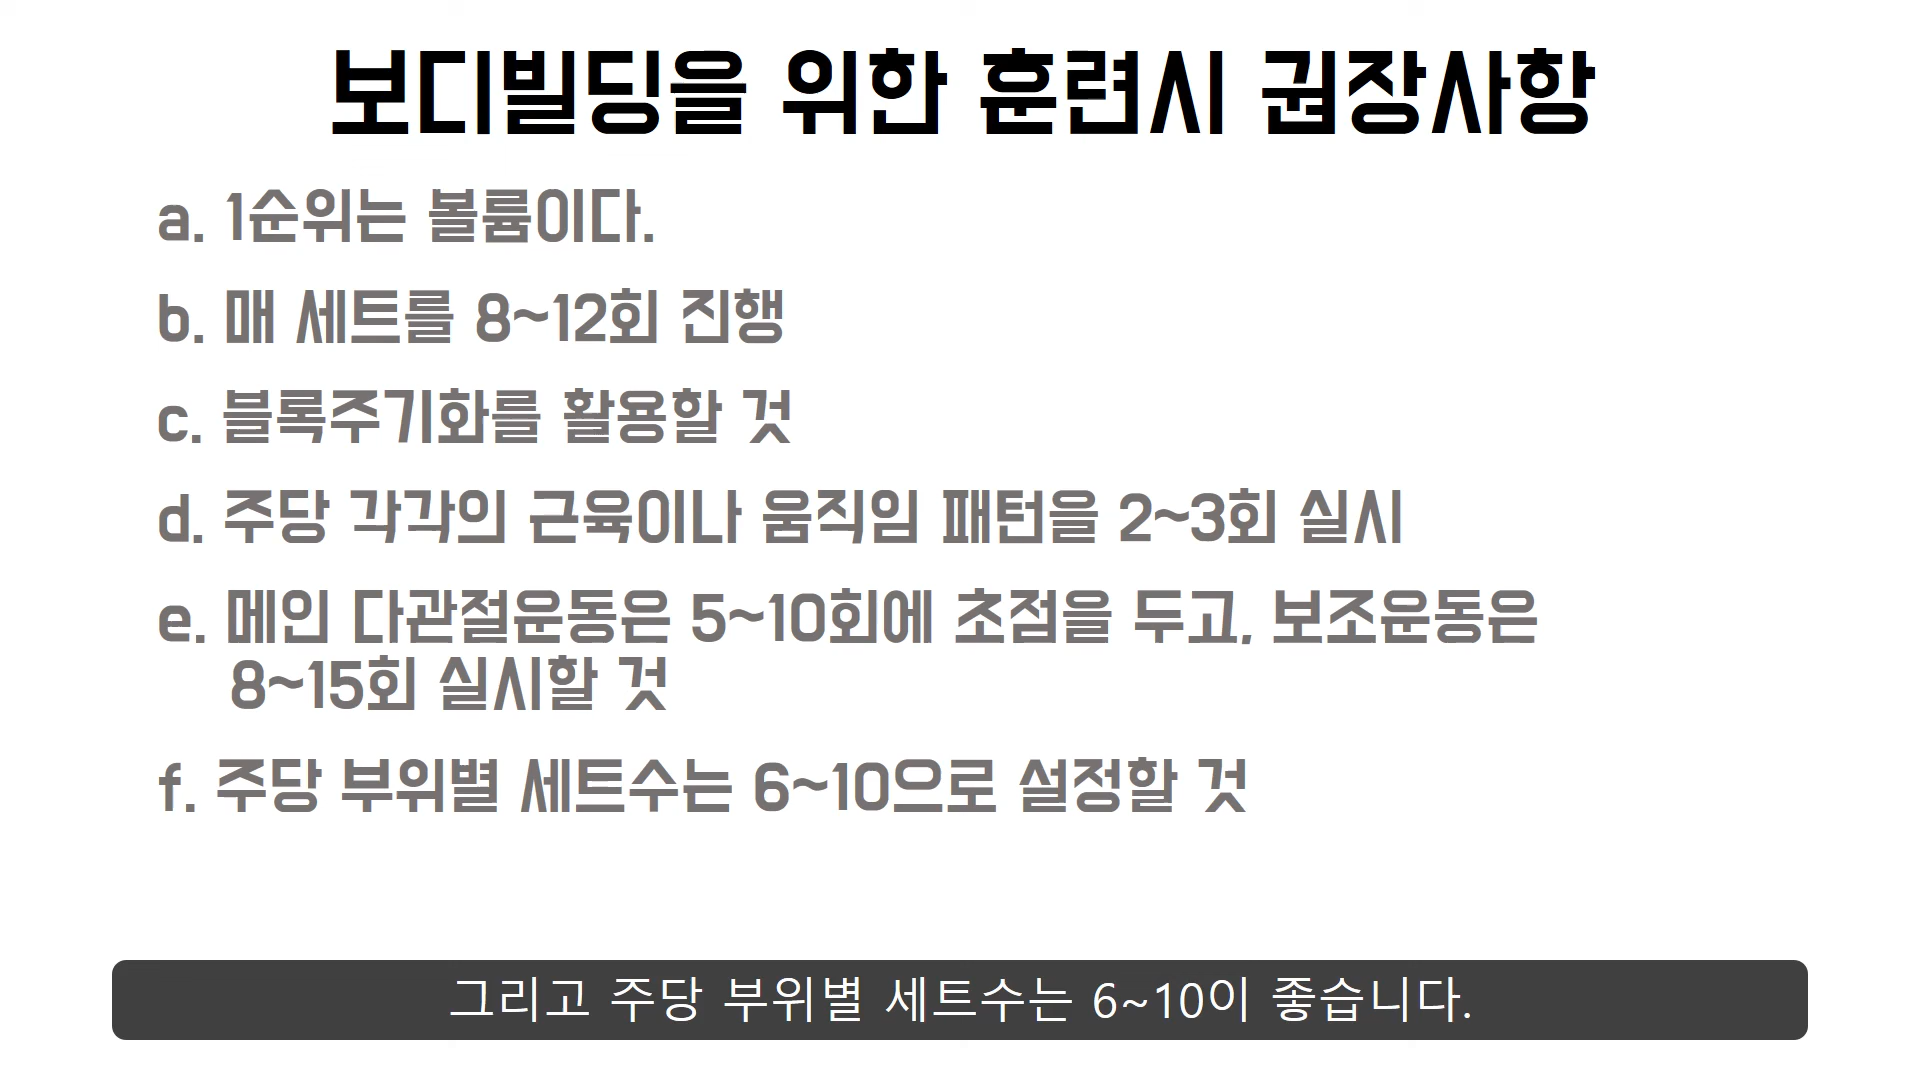 보디빌딩을 위한 훈련시 권장사항
a. 1순위는 볼륨이다.
b. 매 세트를 8~12회 진행
c. 블록주기화를 활용할 것
d. 주당 각각의 근육이나 움직임 패턴을 2~3회 실시
e. 메인 다관절운동은 5~10회에 초점을 두고, 보조운동은
8~15회 실시할 것
f. 주당 부위별 세트수는 6~10으로 설정할 것
그리고 주당 부위별 세트수는 6~10이 좋습니다.